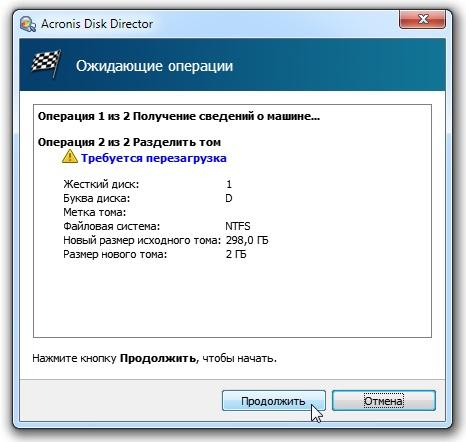 Acronis Disk Director
Ожидающие операции
Операция 1 из 2 Получение сведений о машине...
Операция 2 из 2 Разделить том
Требуется перезагрузка
Жесткий диск: 1
Буква диска: D
Метка тома:
Файловая система: NTFS
Новый размер исходного тома: 298,0 ГБ
Размер нового тома: 2 ГБ
Нажмите кнопку Продолжить, чтобы начать.
Продолжить Отмена